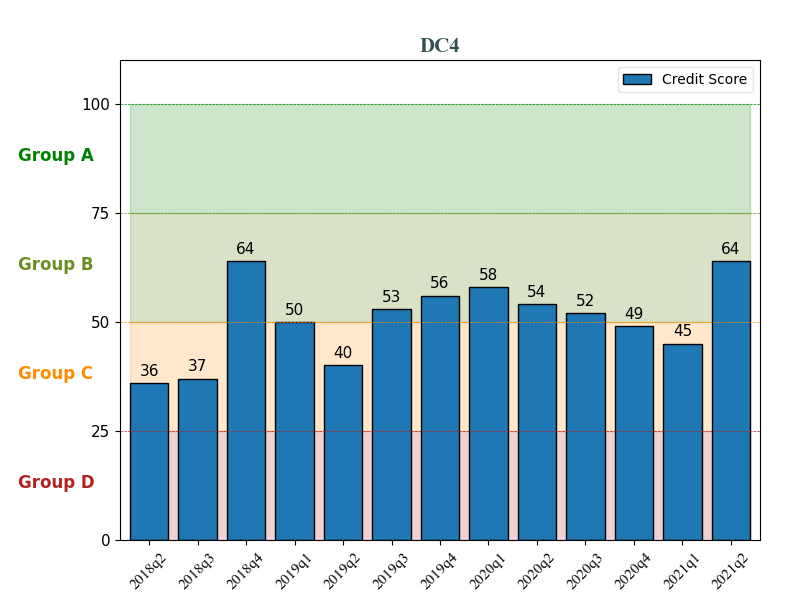 DC4
Credit Score
100
Group A
75
Group B
64
64
58
56
54
53
52
50
50
49
45
40
Group C
37
36
25
Group D
0
2018q2
2018q3
2018q4
2019q1
2019q2
2019q3
2019q4
2020q1
2020q2
2020q3
2020q4
2021q1
2021q2